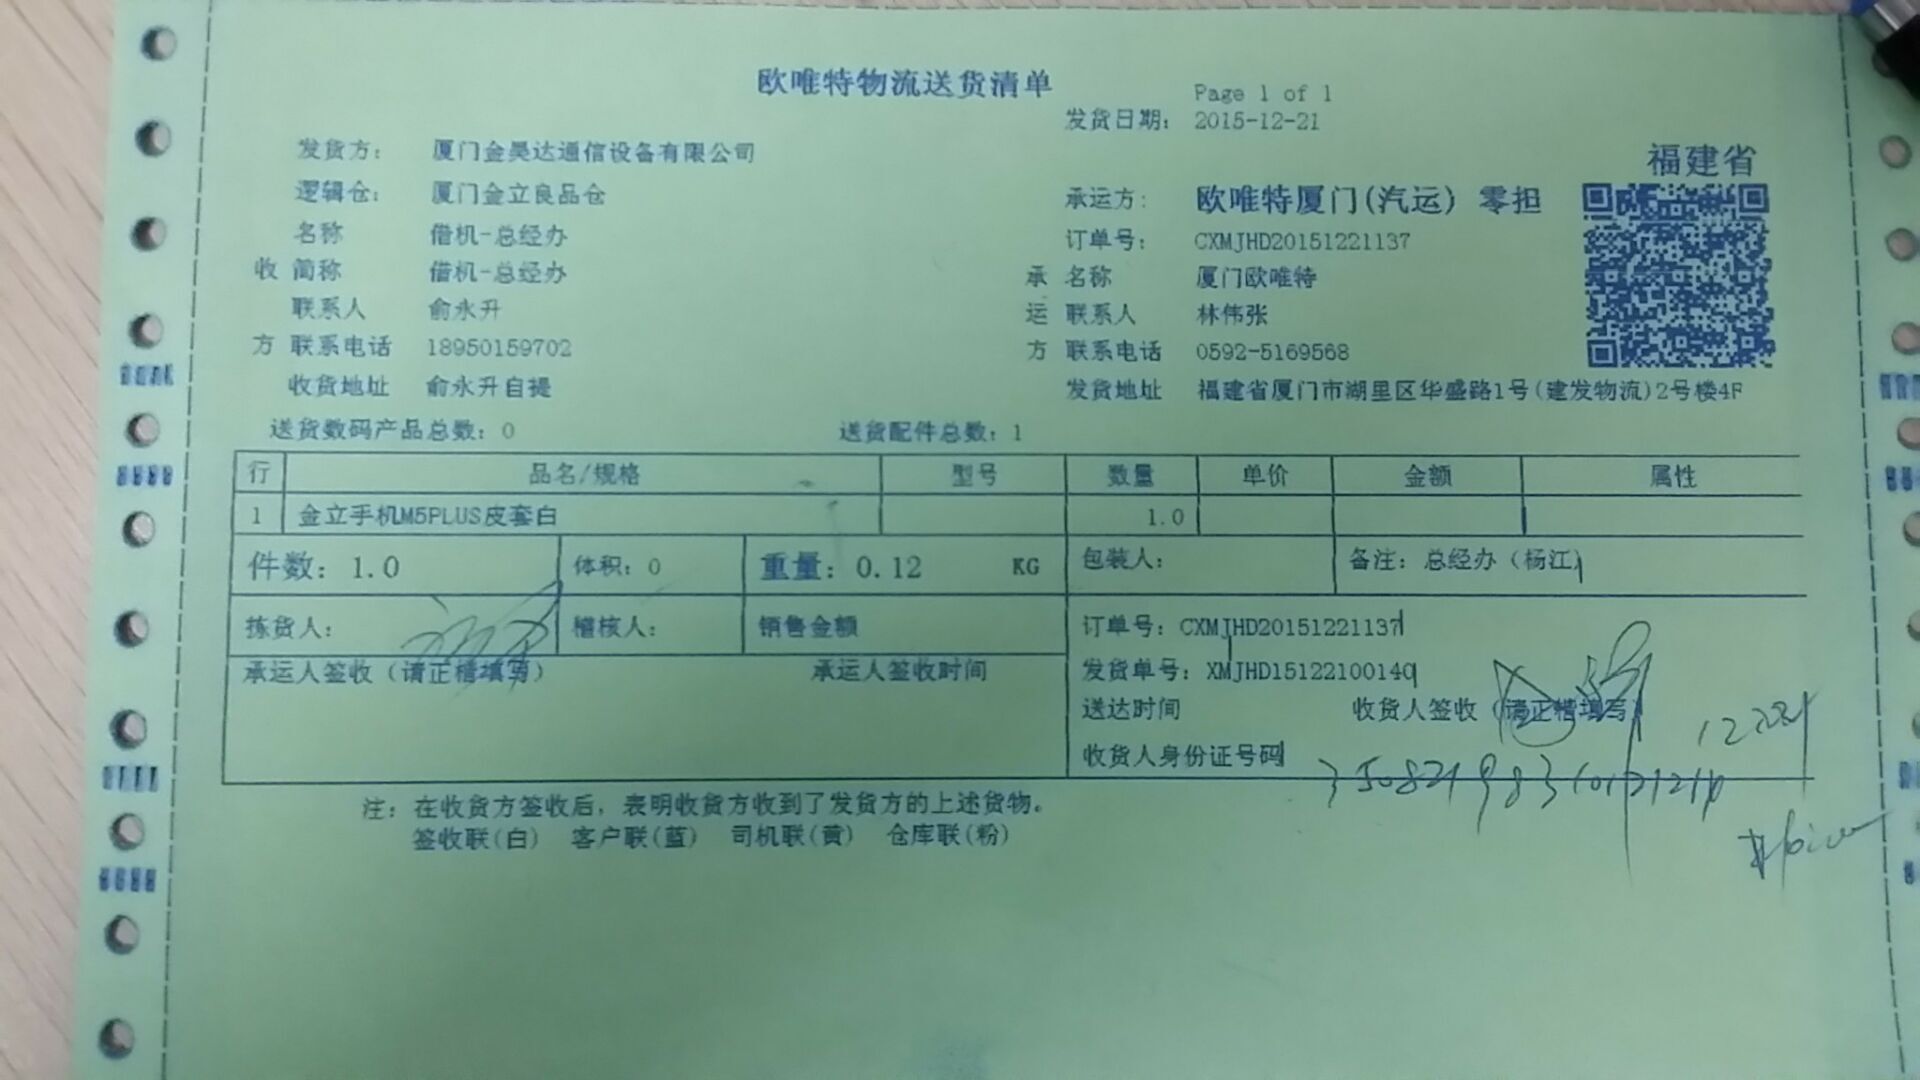 欧唯特物流送货清单
Page 1 of 1
发货日期: 2015-12-21
发货方: 厦门金昊达通信设备有限公司
福建省
逻辑仓: 厦门金立良品仓
承运方: 欧唯特厦门(汽运) 零担
名称 借机-总经办
订单号: CXMJHD20151221137
收 简称 借机-总经办
承 名称 厦门欧唯特
联系人 俞永升
运 联系人 林伟张
方 联系电话 18950159702
方 联系电话 0592-5169568
收货地址 俞永升自提
发货地址 福建省厦门市湖里区华盛路1号(建发物流)2号楼4F
送货数码产品总数: 0 送货配件总数: 1
行 品名/规格 型号 数量 单价 金额 属性
1 金立手机M5PLUS皮套白 1.0
件数: 1.0 体积: 0 重量: 0.12 KG 包装人: 备注: 总经办 (杨江)
拣货人: 稽核人: 销售金额 订单号: CXMJHD20151221137
承运人签收 (请正楷填写) 承运人签收时间 发货单号: XMJHD15122100140
送达时间 收货人签收 (请正楷填写)
收货人身份证号码
注: 在收货方签收后, 表明收货方收到了发货方的上述货物。
签收联(白) 客户联(蓝) 司机联(黄) 仓库联(粉)